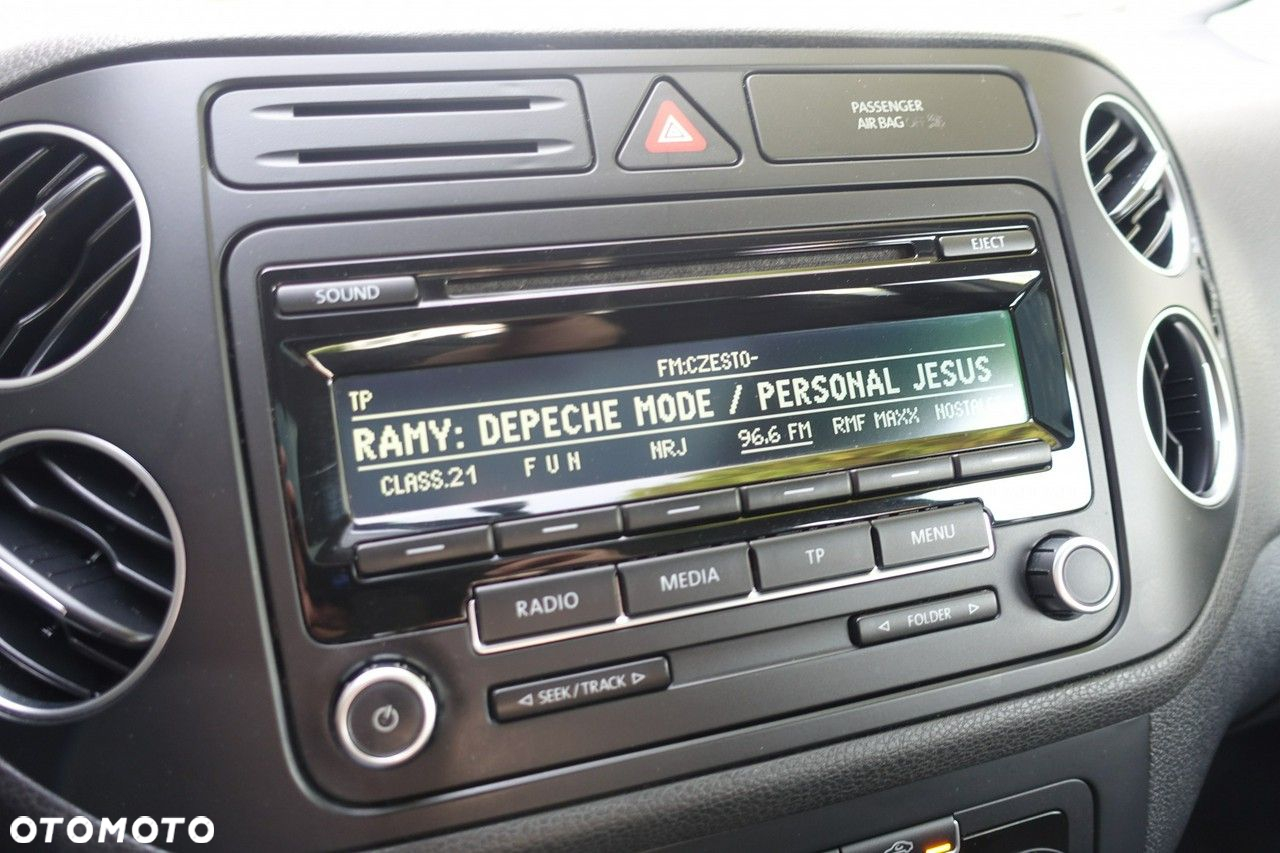 PASSENGER
AIR BAG OFF
EJECT
SOUND
FM:CZESTO-
TP
RAMY: DEPECHE MODE / PERSONAL JESUS
CLASS.21 FUN NRJ 96.6 FM RMF MAXX
RADIO MEDIA TP MENU
FOLDER
SEEK/TRACK
OTOMOTO